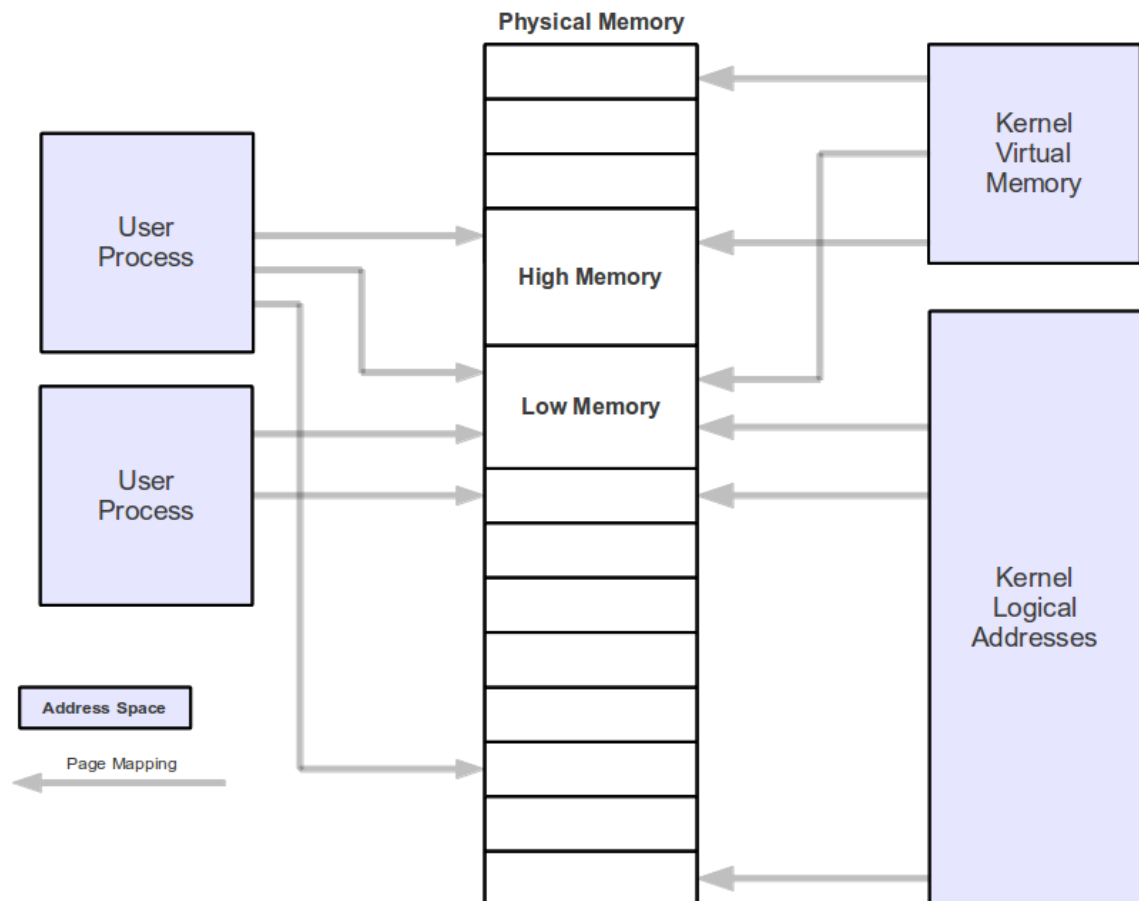 Physical Memory
User
Process
High Memory
Low Memory
User
Process
Kernel
Virtual
Memory
Kernel
Logical
Addresses
Address Space
Page Mapping